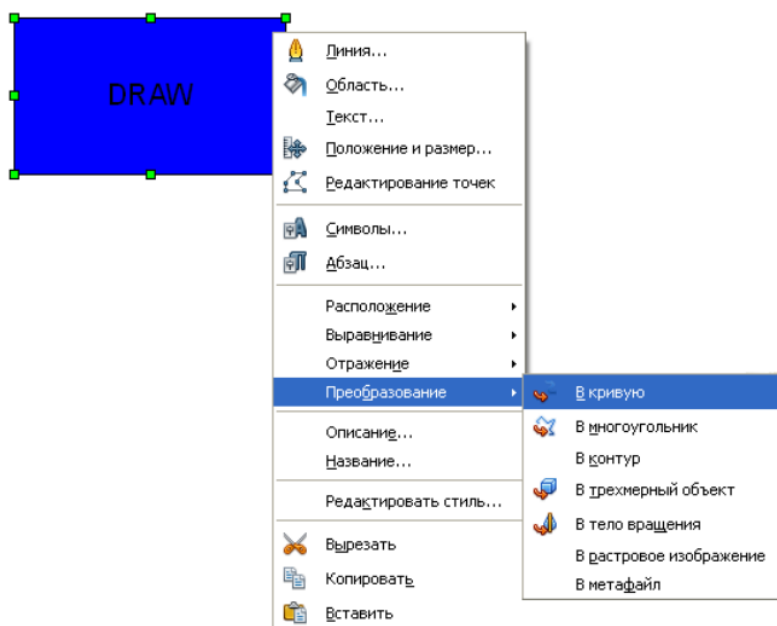 DRAW
Линия...
Область...
Текст...
Положение и размер...
Редактирование точек
Символы...
Абзац...
Расположение
Выравнивание
Отражение
Преобразование
В кривую
В многоугольник
В контур
В трехмерный объект
В тело вращения
В растровое изображение
В метафайл
Описание...
Название...
Редактировать стиль...
Вырезать
Копировать
Вставить